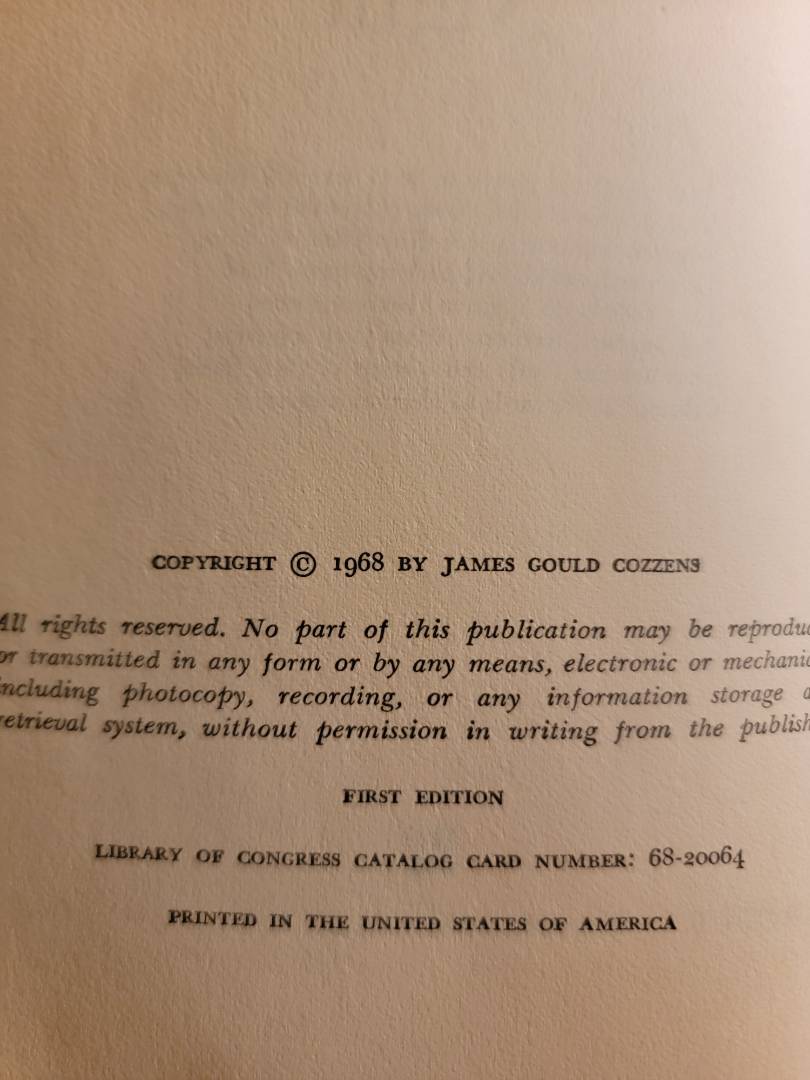 COPYRIGHT © 1968 BY JAMES GOULD COZZENS
All rights reserved. No part of this publication may be reproduc
or transmitted in any form or by any means, electronic or mechanic
including photocopy, recording, or any information storage a
retrieval system, without permission in writing from the publish
FIRST EDITION
LIBRARY OF CONGRESS CATALOG CARD NUMBER: 68-20064
PRINTED IN THE UNITED STATES OF AMERICA